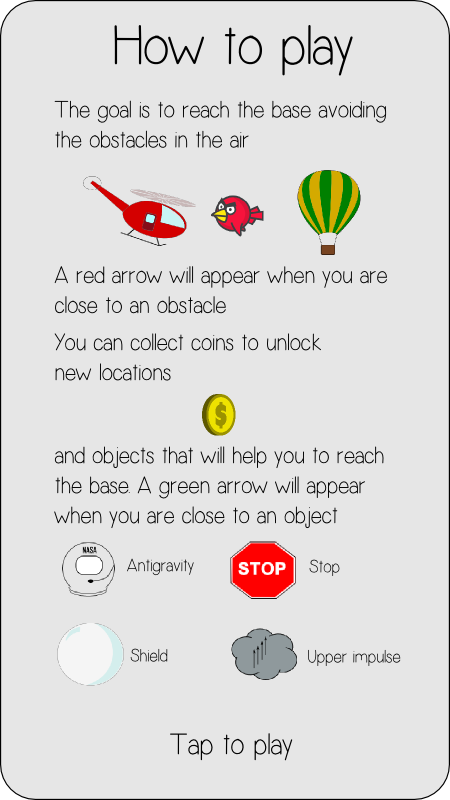 How to play
The goal is to reach the base avoiding
the obstacles in the air
A red arrow will appear when you are
close to an obstacle
You can collect coins to unlock
new locations
$
and objects that will help you to reach
the base. A green arrow will appear
when you are close to an object
NASA
Antigravity
STOP
Stop
Shield
Upper impulse
Tap to play